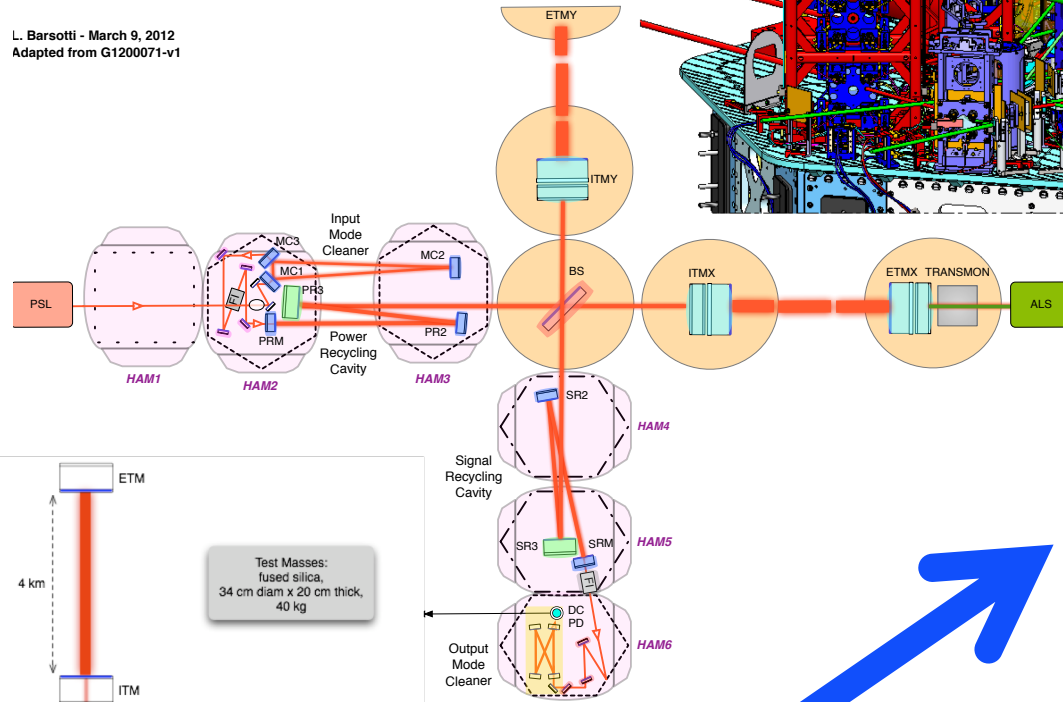 L. Barsotti - March 9, 2012
Adapted from G1200071-v1
ETMY
ITMY
Input
Mode
Cleaner
MC3
MC1
MC2
BS
ITMX
ETMX
TRANSMON
PSL
FI
PR3
ALS
PRM
PR2
Power
Recycling
Cavity
HAM1
HAM2
HAM3
SR2
HAM4
Signal
Recycling
Cavity
ETM
SR3
SRM
HAM5
FI
4 km
Test Masses:
fused silica,
34 cm diam x 20 cm thick,
40 kg
DC
PD
HAM6
Output
Mode
Cleaner
ITM